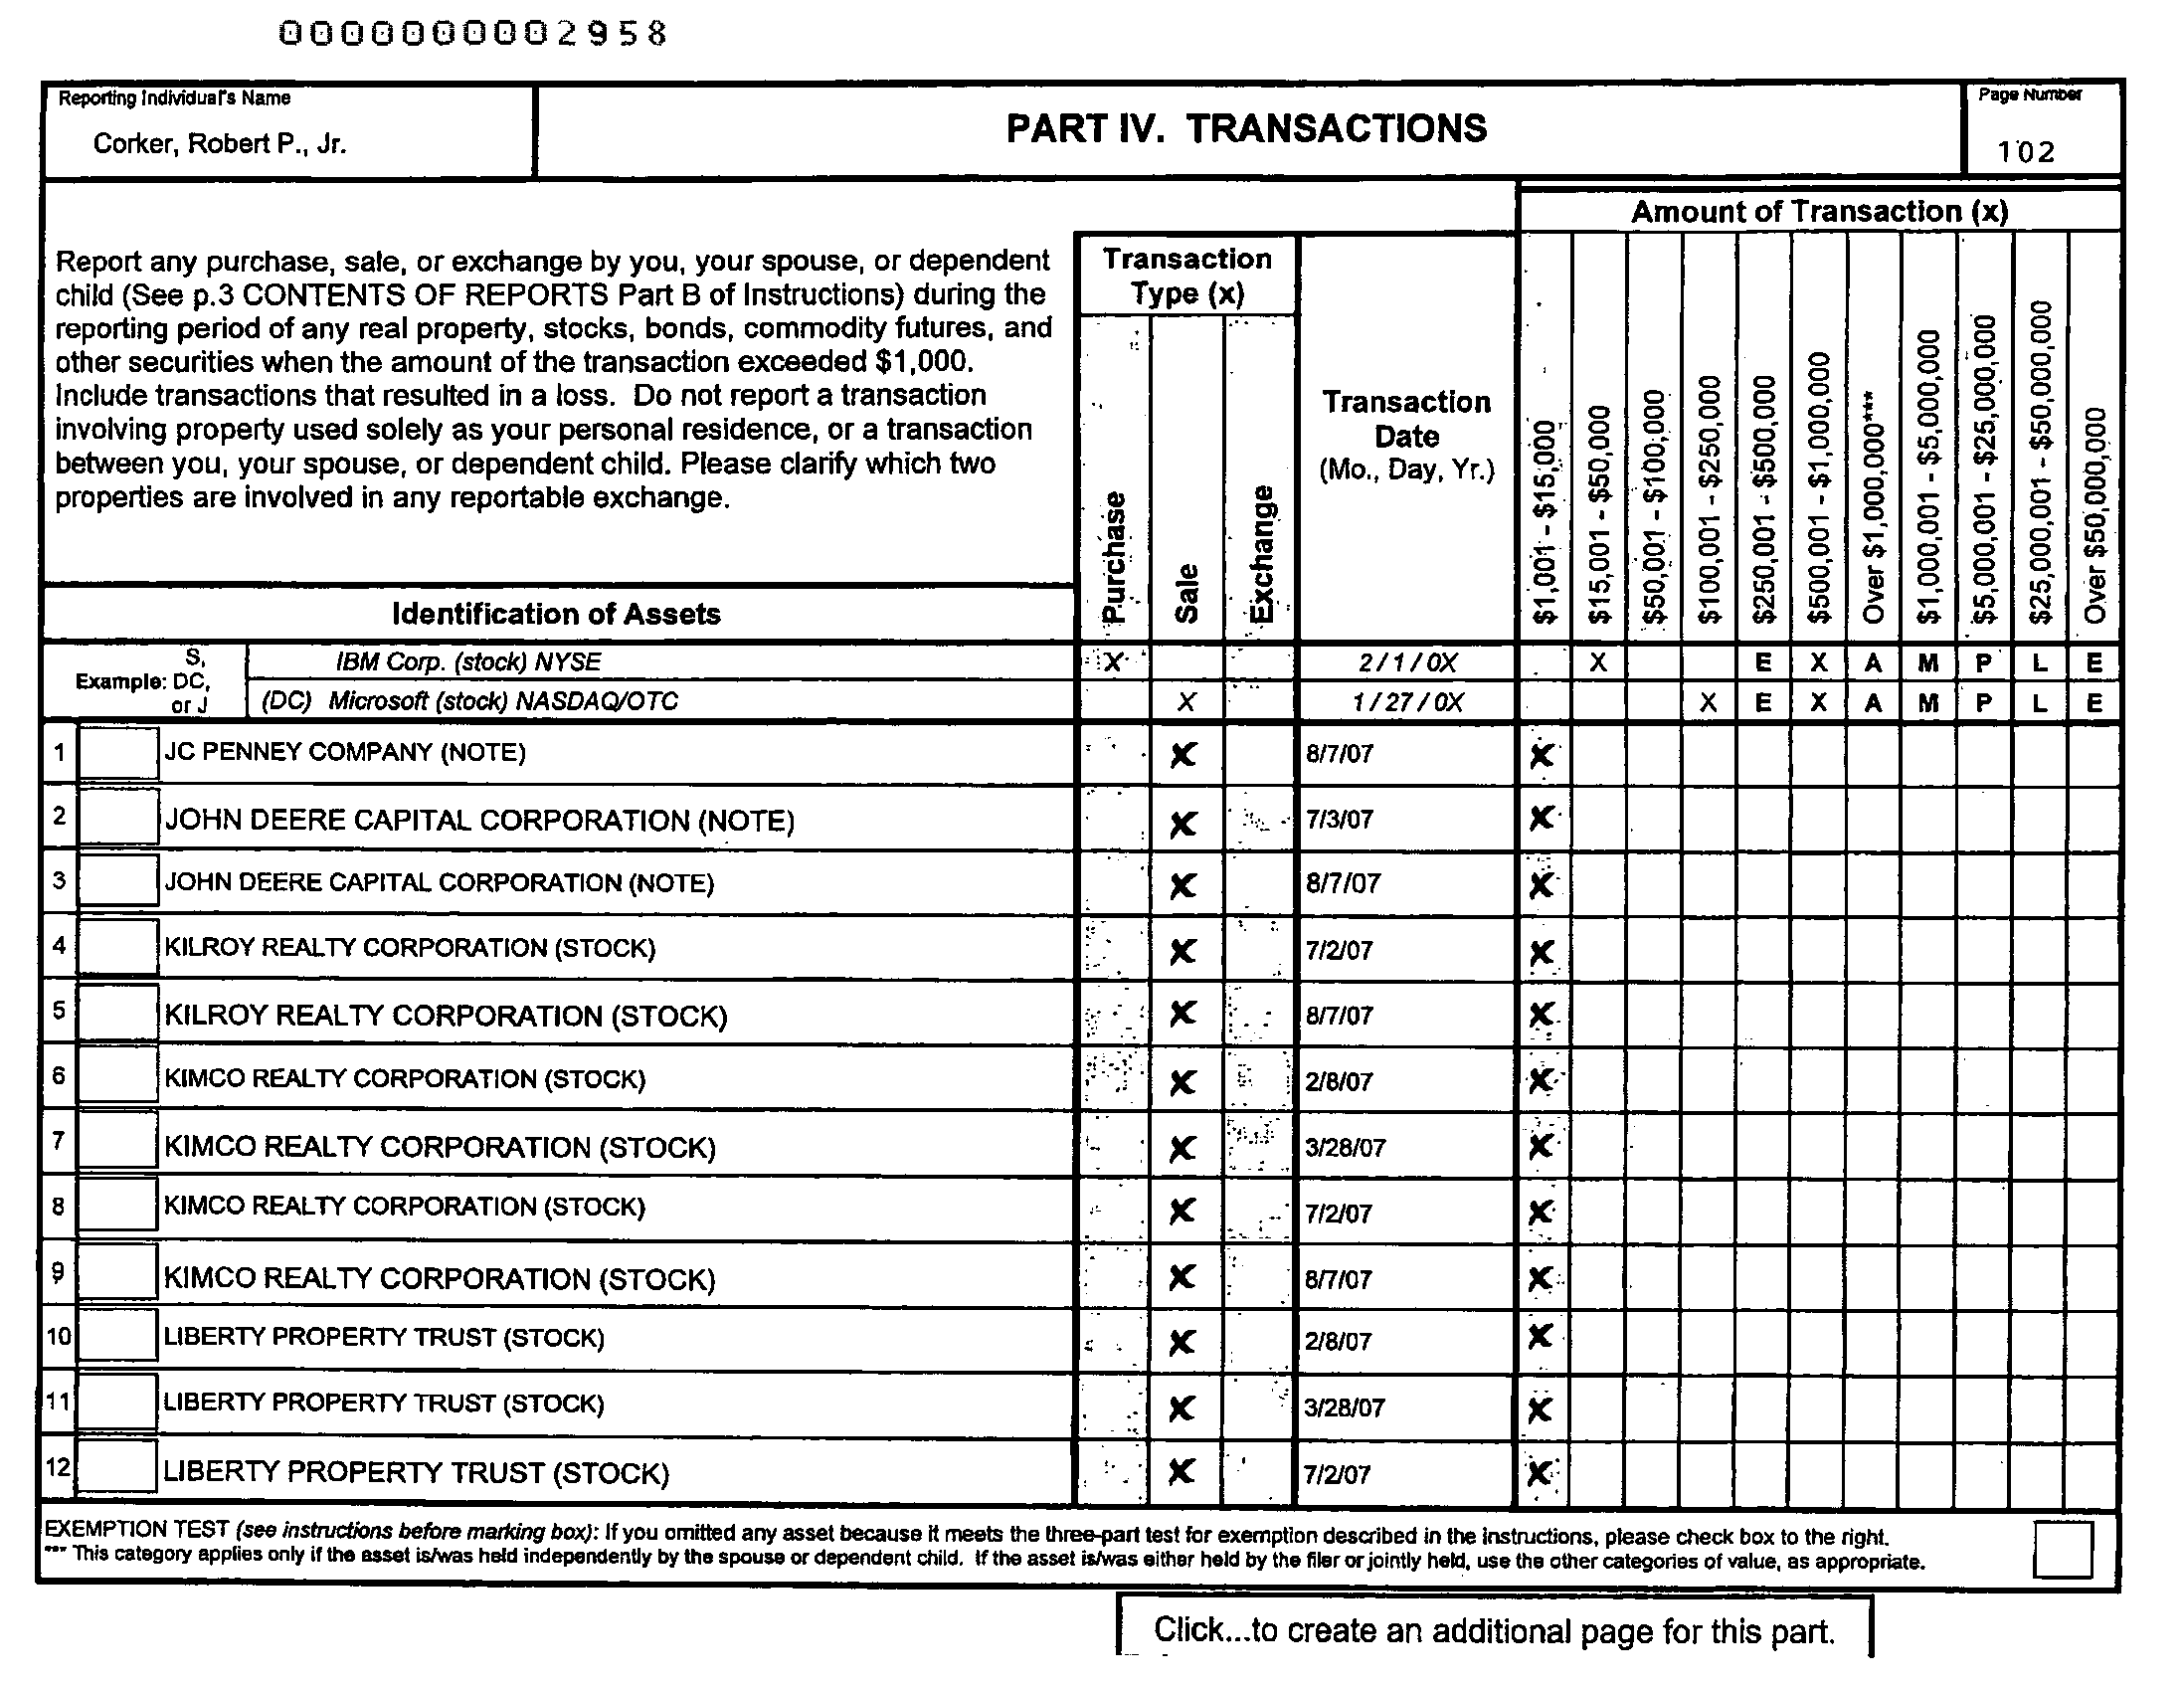 0000000002958
Reporting Individual's Name
Corker, Robert P., Jr.
PART IV. TRANSACTIONS
Page Number
102
Report any purchase, sale, or exchange by you, your spouse, or dependent
child (See p.3 CONTENTS OF REPORTS Part B of Instructions) during the
reporting period of any real property, stocks, bonds, commodity futures, and
other securities when the amount of the transaction exceeded $1,000.
Include transactions that resulted in a loss. Do not report a transaction
involving property used solely as your personal residence, or a transaction
between you, your spouse, or dependent child. Please clarify which two
properties are involved in any reportable exchange.
Identification of Assets
Transaction
Type (x)
Purchase
Sale
Exchange
Transaction
Date
(Mo., Day, Yr.)
Amount of Transaction (x)
$1,001 - $15,000
$15,001 - $50,000
$50,001 - $100,000
$100,001 - $250,000
$250,001 - $500,000
$500,001 - $1,000,000
Over $1,000,000***
$1,000,001 - $5,000,000
$5,000,001 - $25,000,000
$25,000,001 - $50,000,000
Over $50,000,000
Example: S, DC, or J
IBM Corp. (stock) NYSE X 2/1/0X X E X A M P L E
(DC) Microsoft (stock) NASDAQ/OTC X 1/27/0X X E X A M P L E
1 JC PENNEY COMPANY (NOTE) X 8/7/07 X
2 JOHN DEERE CAPITAL CORPORATION (NOTE) X 7/3/07 X
3 JOHN DEERE CAPITAL CORPORATION (NOTE) X 8/7/07 X
4 KILROY REALTY CORPORATION (STOCK) X 7/2/07 X
5 KILROY REALTY CORPORATION (STOCK) X 8/7/07 X
6 KIMCO REALTY CORPORATION (STOCK) X 2/8/07 X
7 KIMCO REALTY CORPORATION (STOCK) X 3/28/07 X
8 KIMCO REALTY CORPORATION (STOCK) X 7/2/07 X
9 KIMCO REALTY CORPORATION (STOCK) X 8/7/07 X
10 LIBERTY PROPERTY TRUST (STOCK) X 2/8/07 X
11 LIBERTY PROPERTY TRUST (STOCK) X 3/28/07 X
12 LIBERTY PROPERTY TRUST (STOCK) X 7/2/07 X
EXEMPTION TEST (see instructions before marking box): If you omitted any asset because it meets the three-part test for exemption described in the instructions, please check box to the right.
*** This category applies only if the asset is/was held independently by the spouse or dependent child. If the asset is/was either held by the filer or jointly held, use the other categories of value, as appropriate.
Click...to create an additional page for this part.